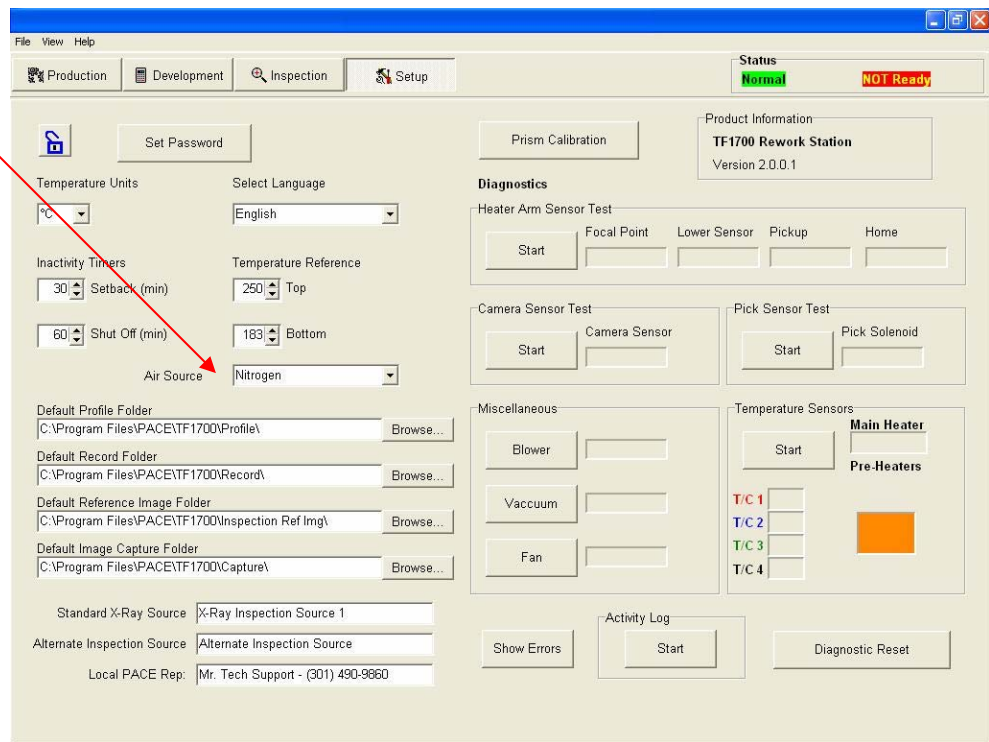 File View Help
Production Development Inspection Setup
Status
Normal NOT Ready
Set Password
Temperature Units Select Language
°C English
Inactivity Timers Temperature Reference
30 Setback (min) 250 Top
60 Shut Off (min) 183 Bottom
Air Source Nitrogen
Default Profile Folder
C:\Program Files\PACE\TF1700\Profile\ Browse...
Default Record Folder
C:\Program Files\PACE\TF1700\Record\ Browse...
Default Reference Image Folder
C:\Program Files\PACE\TF1700\Inspection Ref Img\ Browse...
Default Image Capture Folder
C:\Program Files\PACE\TF1700\Capture\ Browse...
Standard X-Ray Source X-Ray Inspection Source 1
Alternate Inspection Source Alternate Inspection Source
Local PACE Rep: Mr. Tech Support - (301) 490-9860
Prism Calibration
Product Information
TF1700 Rework Station
Version 2.0.0.1
Diagnostics
Heater Arm Sensor Test
Start Focal Point Lower Sensor Pickup Home
Camera Sensor Test
Start Camera Sensor
Pick Sensor Test
Start Pick Solenoid
Miscellaneous
Blower
Vaccuum
Fan
Temperature Sensors
Start Main Heater
Pre-Heaters
T/C 1
T/C 2
T/C 3
T/C 4
Show Errors
Activity Log
Start
Diagnostic Reset